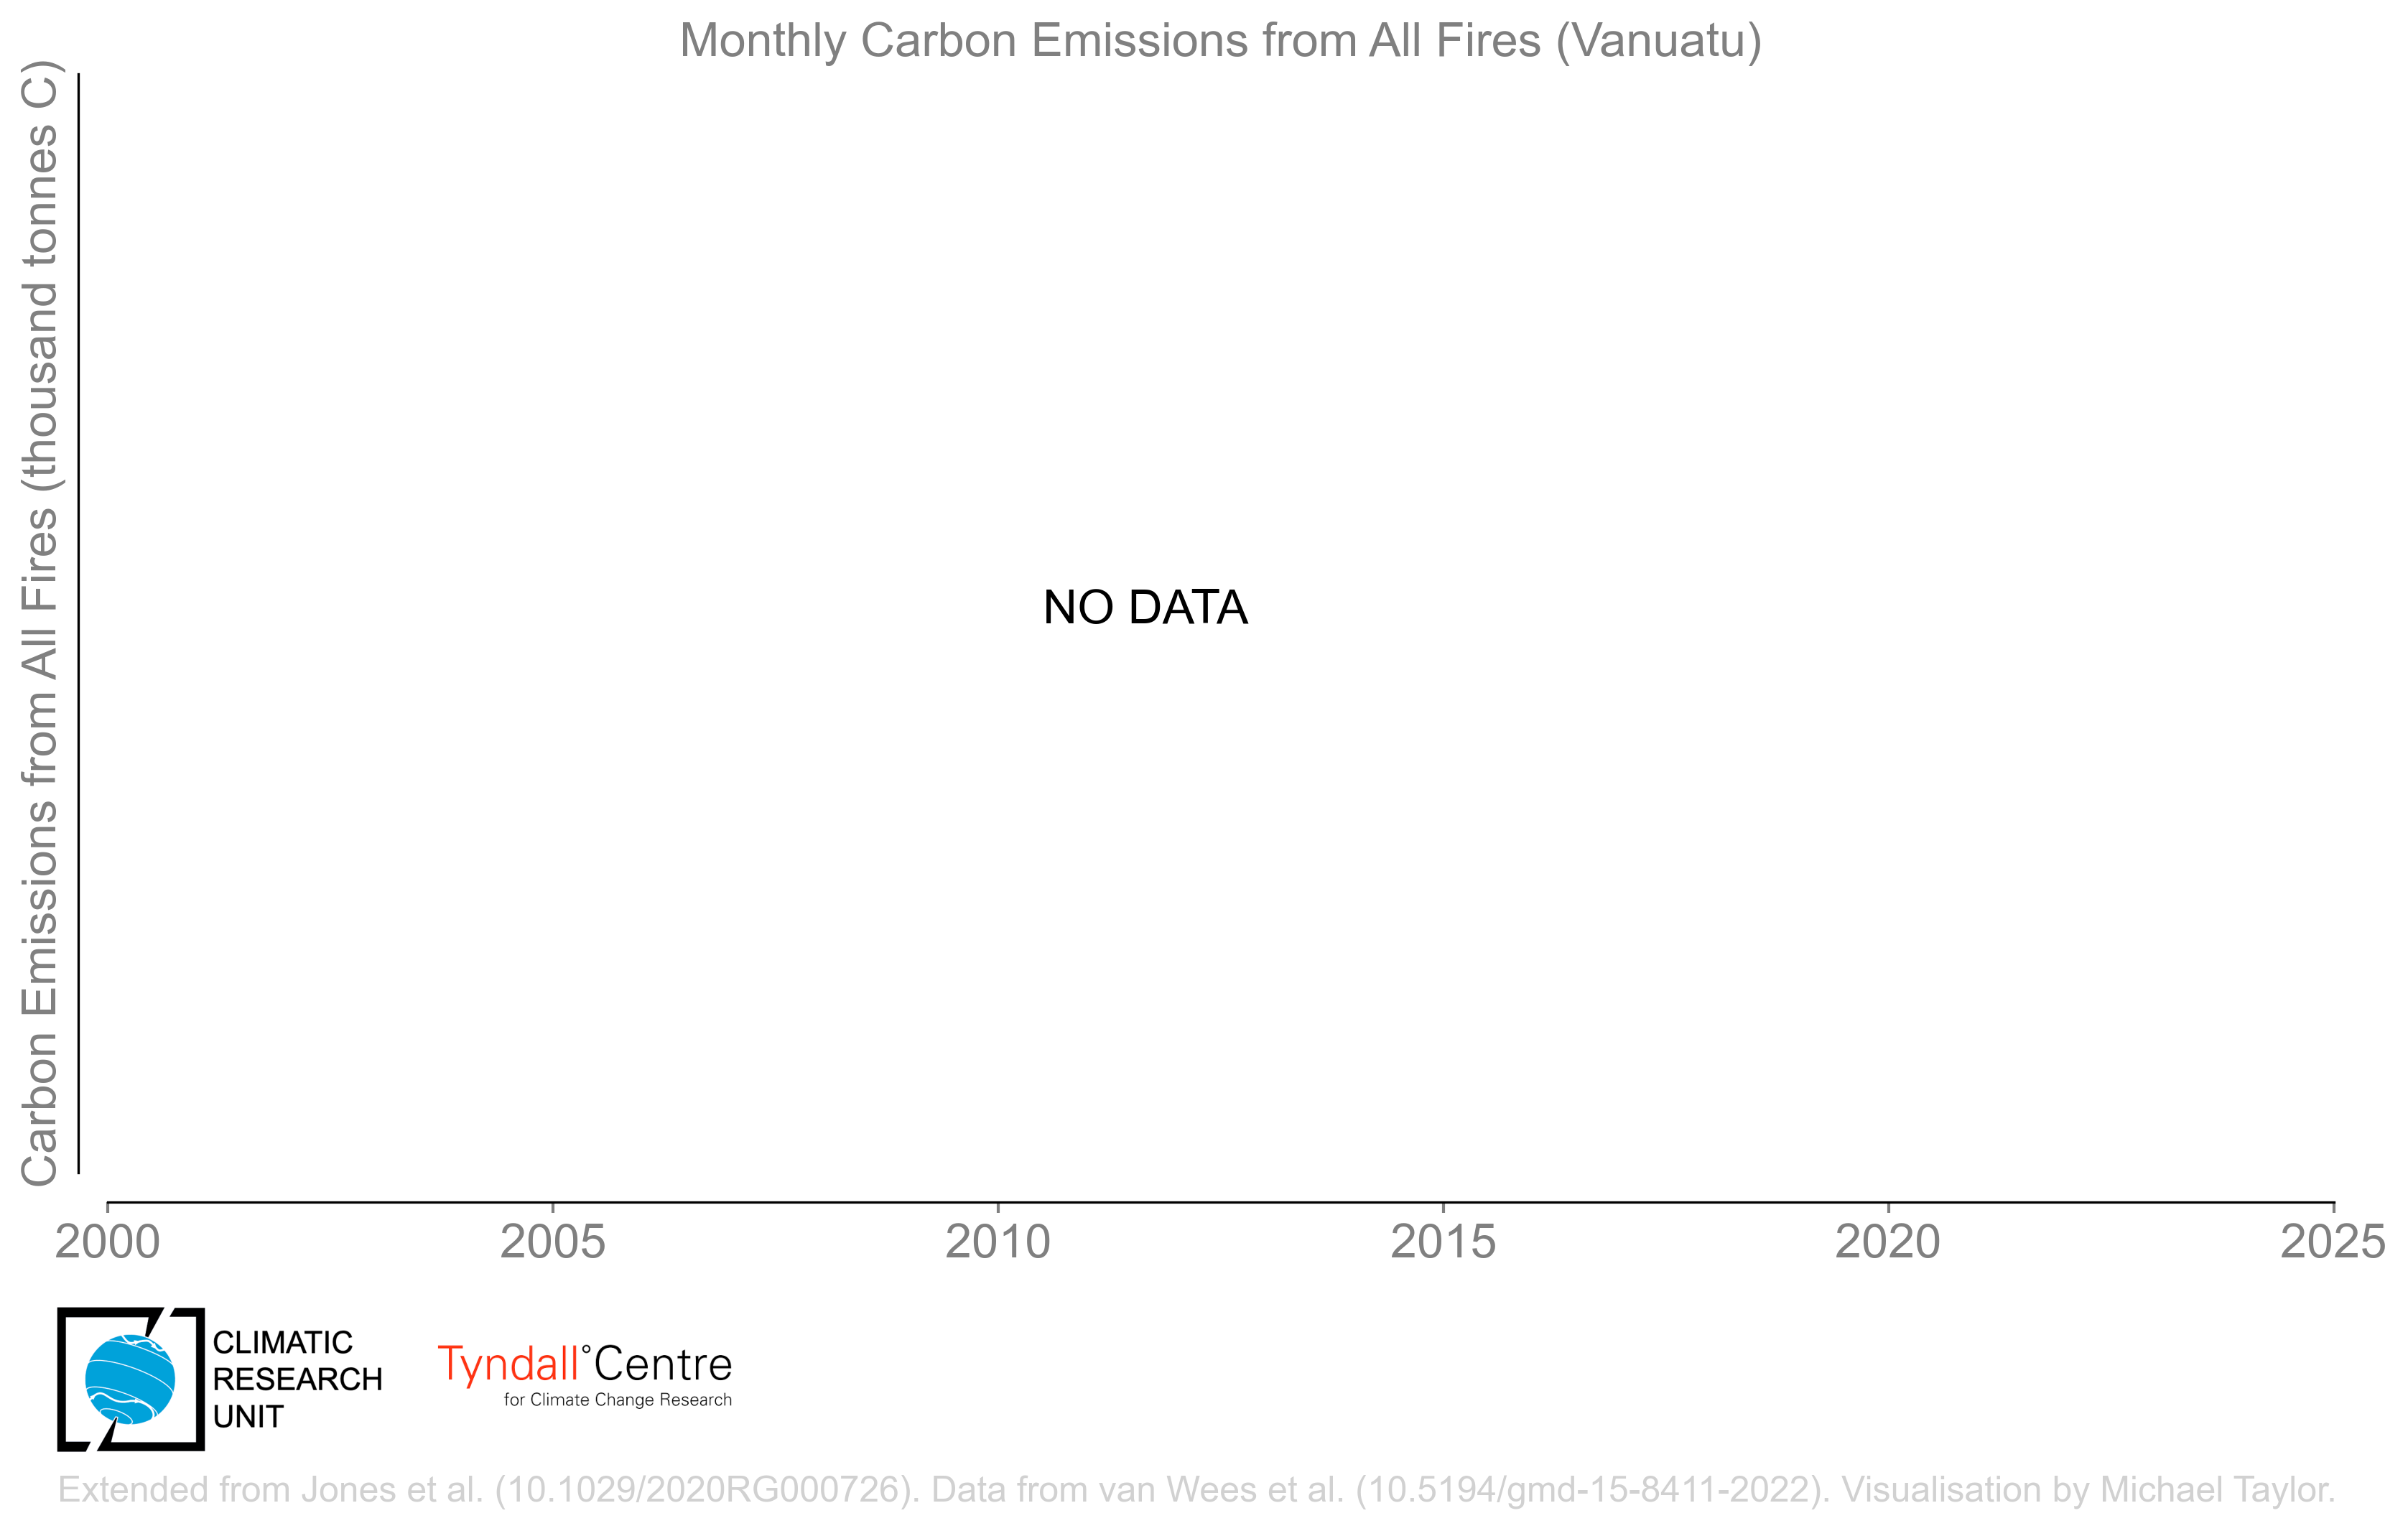 Monthly Carbon Emissions from All Fires (Vanuatu)
Carbon Emissions from All Fires (thousand tonnes C)
NO DATA
2000 2005 2010 2015 2020 2025
CLIMATIC
RESEARCH
UNIT
Tyndall°Centre
for Climate Change Research
Extended from Jones et al. (10.1029/2020RG000726). Data from van Wees et al. (10.5194/gmd-15-8411-2022). Visualisation by Michael Taylor.